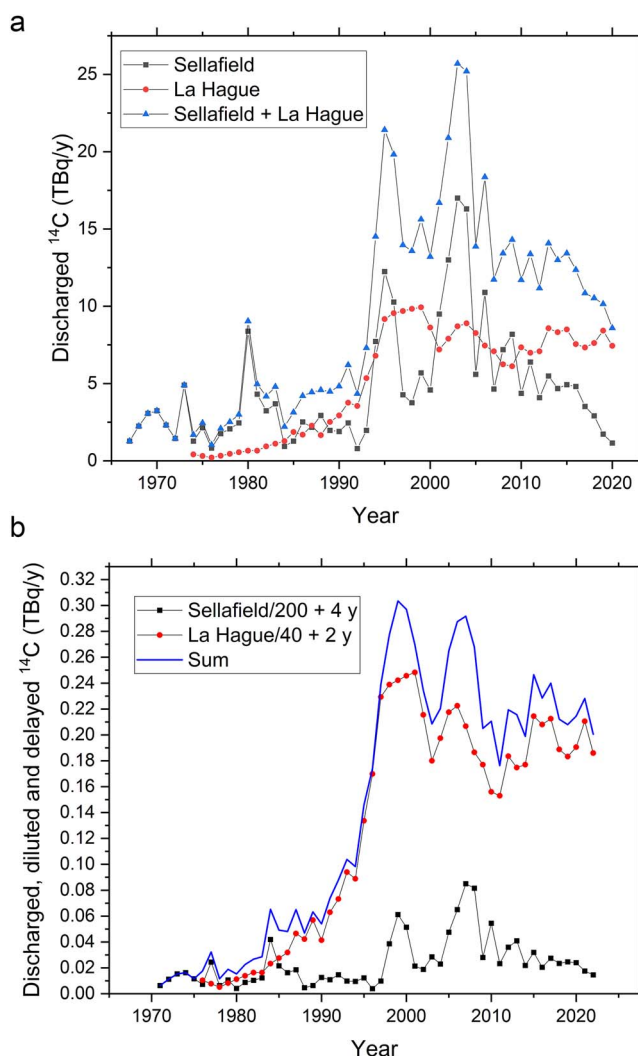 a
Discharged ¹⁴C (TBq/y)
25
20
15
10
5
0
Sellafield
La Hague
Sellafield + La Hague
1970
1980
1990
2000
2010
2020
Year
b
Discharged, diluted and delayed ¹⁴C (TBq/y)
0.32
0.30
0.28
0.26
0.24
0.22
0.20
0.18
0.16
0.14
0.12
0.10
0.08
0.06
0.04
0.02
0.00
Sellafield/200 + 4 y
La Hague/40 + 2 y
Sum
1970
1980
1990
2000
2010
2020
Year